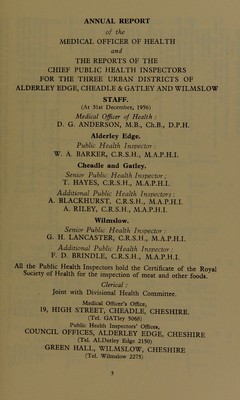 ANNUAL REPORT
of the
MEDICAL OFFICER OF HEALTH
and
THE REPORTS OF THE
CHIEF PUBLIC HEALTH INSPECTORS
FOR THE THREE URBAN DISTRICTS OF
ALDERLEY EDGE, CHEADLE & GATLEY AND WILMSLOW
STAFF.
(At 31st December, 1956)
Medical Officer of Health :
D. G. ANDERSON, M.B., Ch.B., D.P.H.
Alderley Edge.
Public Health Inspector :
W. A. BARKER, C.R.S.H., M.A.P.H.I.
Cheadle and Gatley.
Senior Public Health Inspector :
T. HAYES, C.R.S.H., M.A.P.H.I.
Additional Public Health Inspectors :
A. BLACKHURST, C.R.S.H., M.A.P.H.I.
A. RILEY, C.R.S.H., M.A.P.H.I.
Wilmslow.
Senior Public Health Inspector :
G. H. LANCASTER, C.R.S.H., M.A.P.H.I.
Additional Public Health Inspector :
F. D. BRINDLE, C.R.S.H., M.A.P.H.I.
All the Public Health Inspectors hold the Certificate of the Royal
Society of Health for the inspection of meat and other foods.
Clerical :
Joint with Divisional Health Committee.
Medical Officer's Office,
19, HIGH STREET, CHEADLE, CHESHIRE.
(Tel. GATley 5068)
Public Health Inspectors' Offices,
COUNCIL OFFICES, ALDERLEY EDGE, CHESHIRE
(Tel. ALDerley Edge 2150)
GREEN HALL, WILMSLOW, CHESHIRE
(Tel. Wilmslow 2275)
3